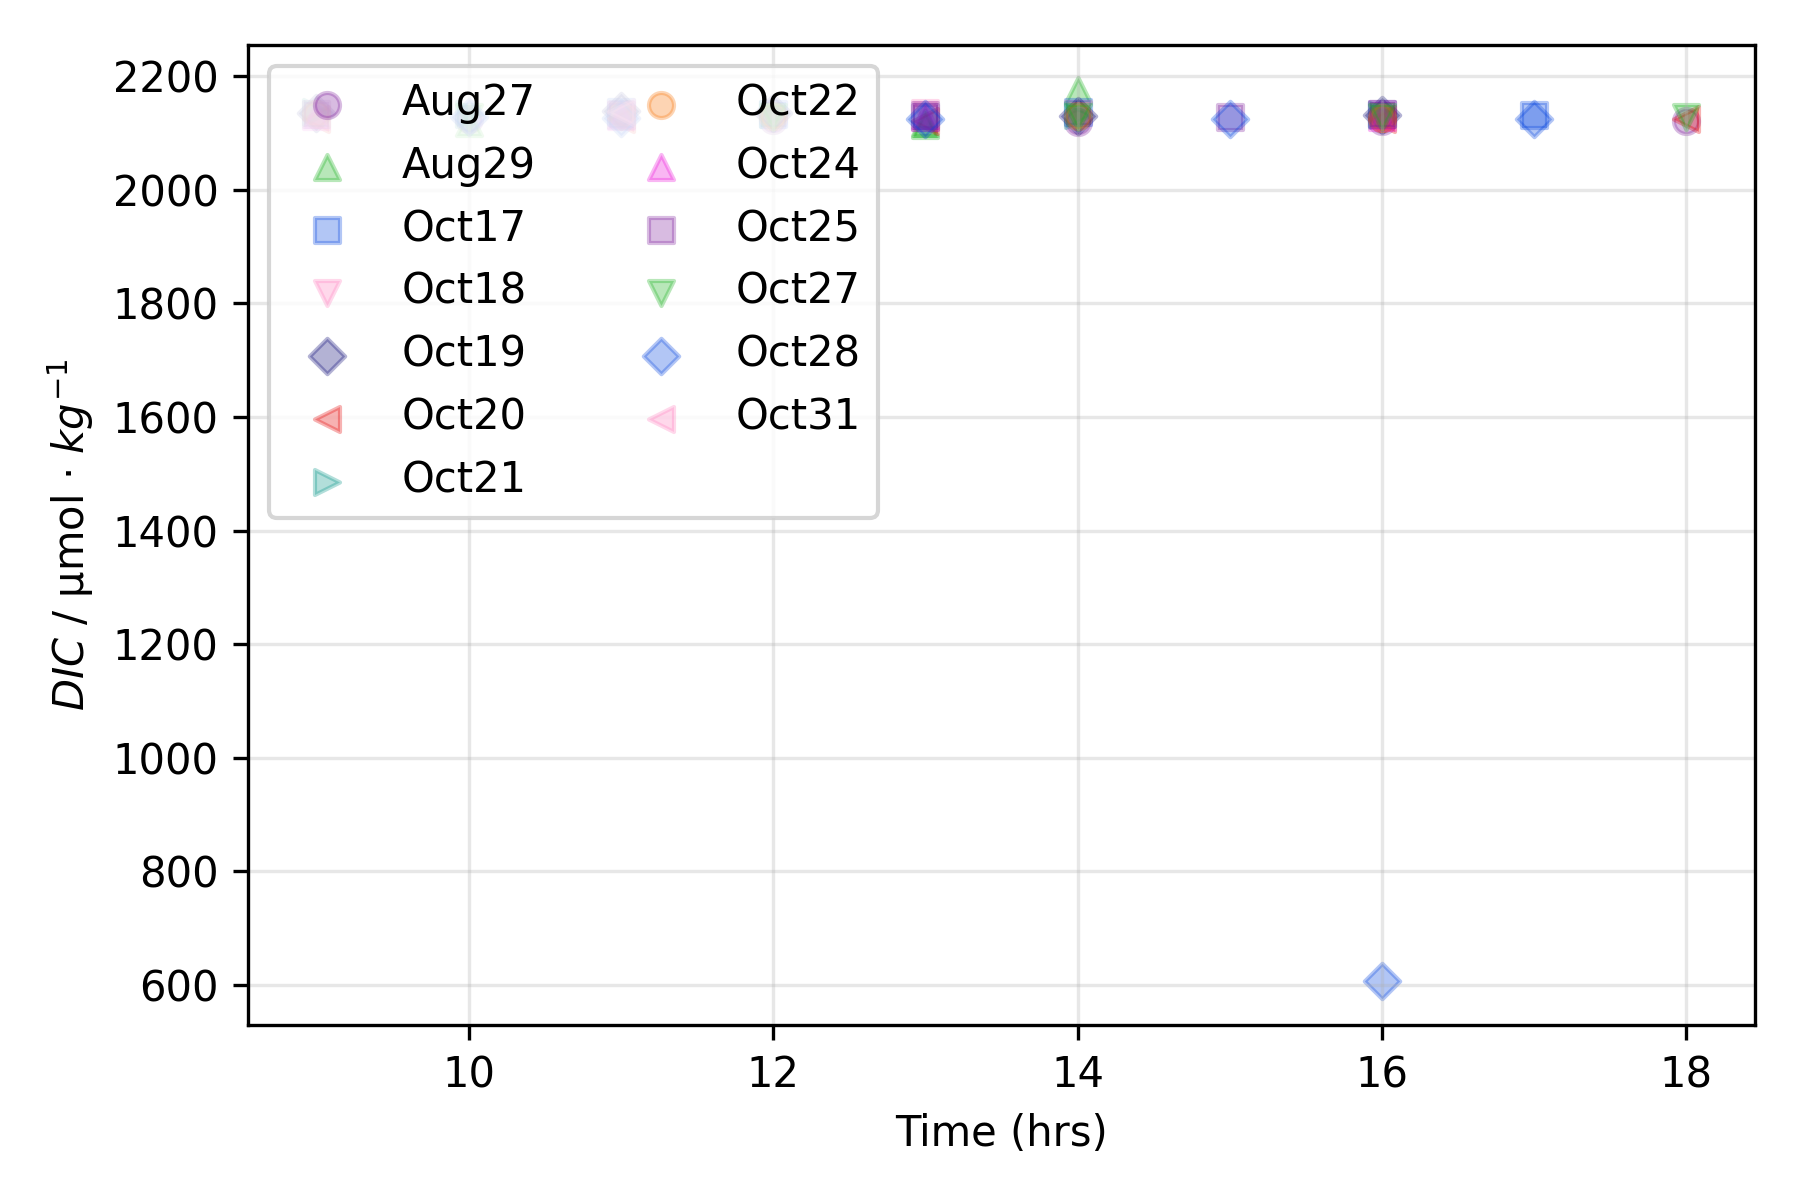 2200
2000
1800
1600
1400
1200
1000
800
600
DIC / µmol · kg⁻¹
Aug27
Aug29
Oct17
Oct18
Oct19
Oct20
Oct21
Oct22
Oct24
Oct25
Oct27
Oct28
Oct31
10 12 14 16 18
Time (hrs)